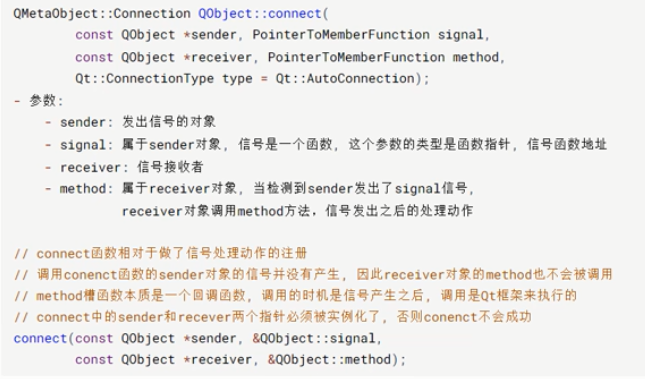 QMetaObject::Connection QObject::connect(
const QObject *sender, PointerToMemberFunction signal,
const QObject *receiver, PointerToMemberFunction method,
Qt::ConnectionType type = Qt::AutoConnection);
- 参数:
- sender: 发出信号的对象
- signal: 属于sender对象, 信号是一个函数, 这个参数的类型是函数指针, 信号函数地址
- receiver: 信号接收者
- method: 属于receiver对象, 当检测到sender发出了signal信号,
receiver对象调用method方法，信号发出之后的处理动作
// connect函数相对于做了信号处理动作的注册
// 调用conenct函数的sender对象的信号并没有产生, 因此receiver对象的method也不会被调用
// method槽函数本质是一个回调函数, 调用的时机是信号产生之后, 调用是Qt框架来执行的
// connect中的sender和recever两个指针必须被实例化了, 否则conenct不会成功
connect(const QObject *sender, &QObject::signal,
const QObject *receiver, &QObject::method);